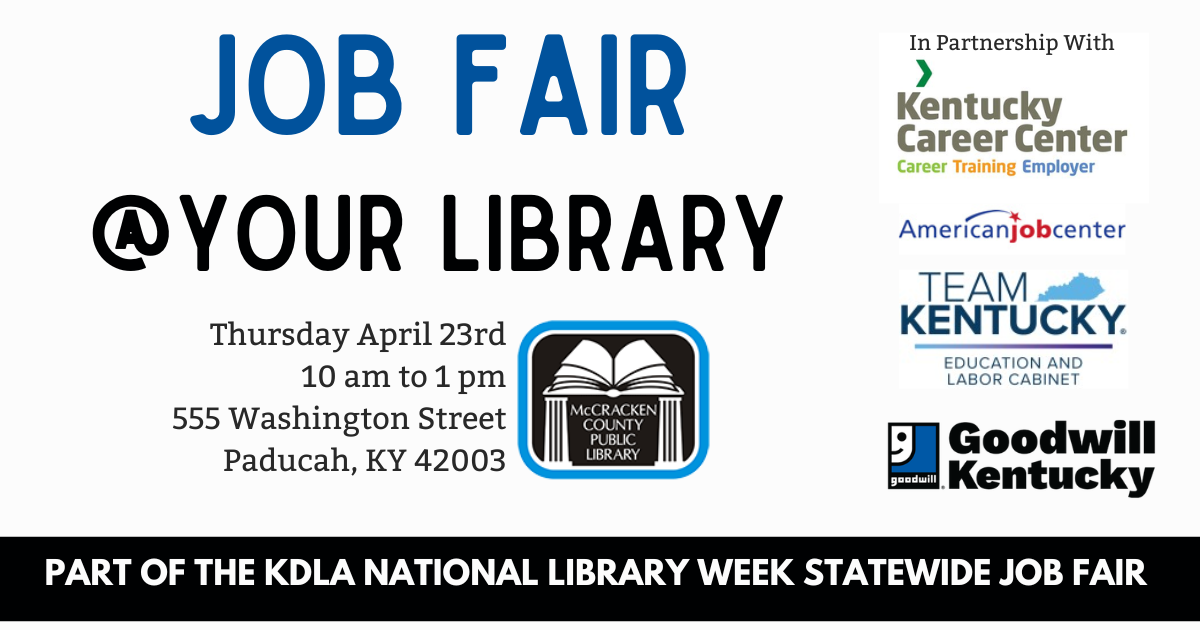 JOB FAIR
@YOUR LIBRARY
Thursday April 23rd
10 am to 1 pm
555 Washington Street
Paducah, KY 42003
McCRACKEN
COUNTY
PUBLIC
LIBRARY
In Partnership With
Kentucky
Career Center
Career Training Employer
Americanjobcenter
TEAM
KENTUCKY®
EDUCATION AND
LABOR CABINET
goodwill®
Goodwill
Kentucky
PART OF THE KDLA NATIONAL LIBRARY WEEK STATEWIDE JOB FAIR